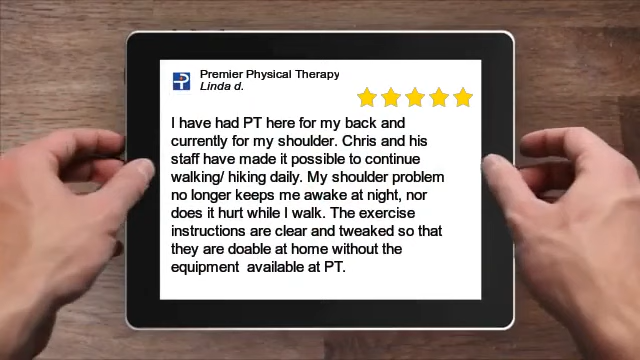 Premier Physical Therapy
Linda d.
I have had PT here for my back and
currently for my shoulder. Chris and his
staff have made it possible to continue
walking/ hiking daily. My shoulder problem
no longer keeps me awake at night, nor
does it hurt while I walk. The exercise
instructions are clear and tweaked so that
they are doable at home without the
equipment  available at PT.